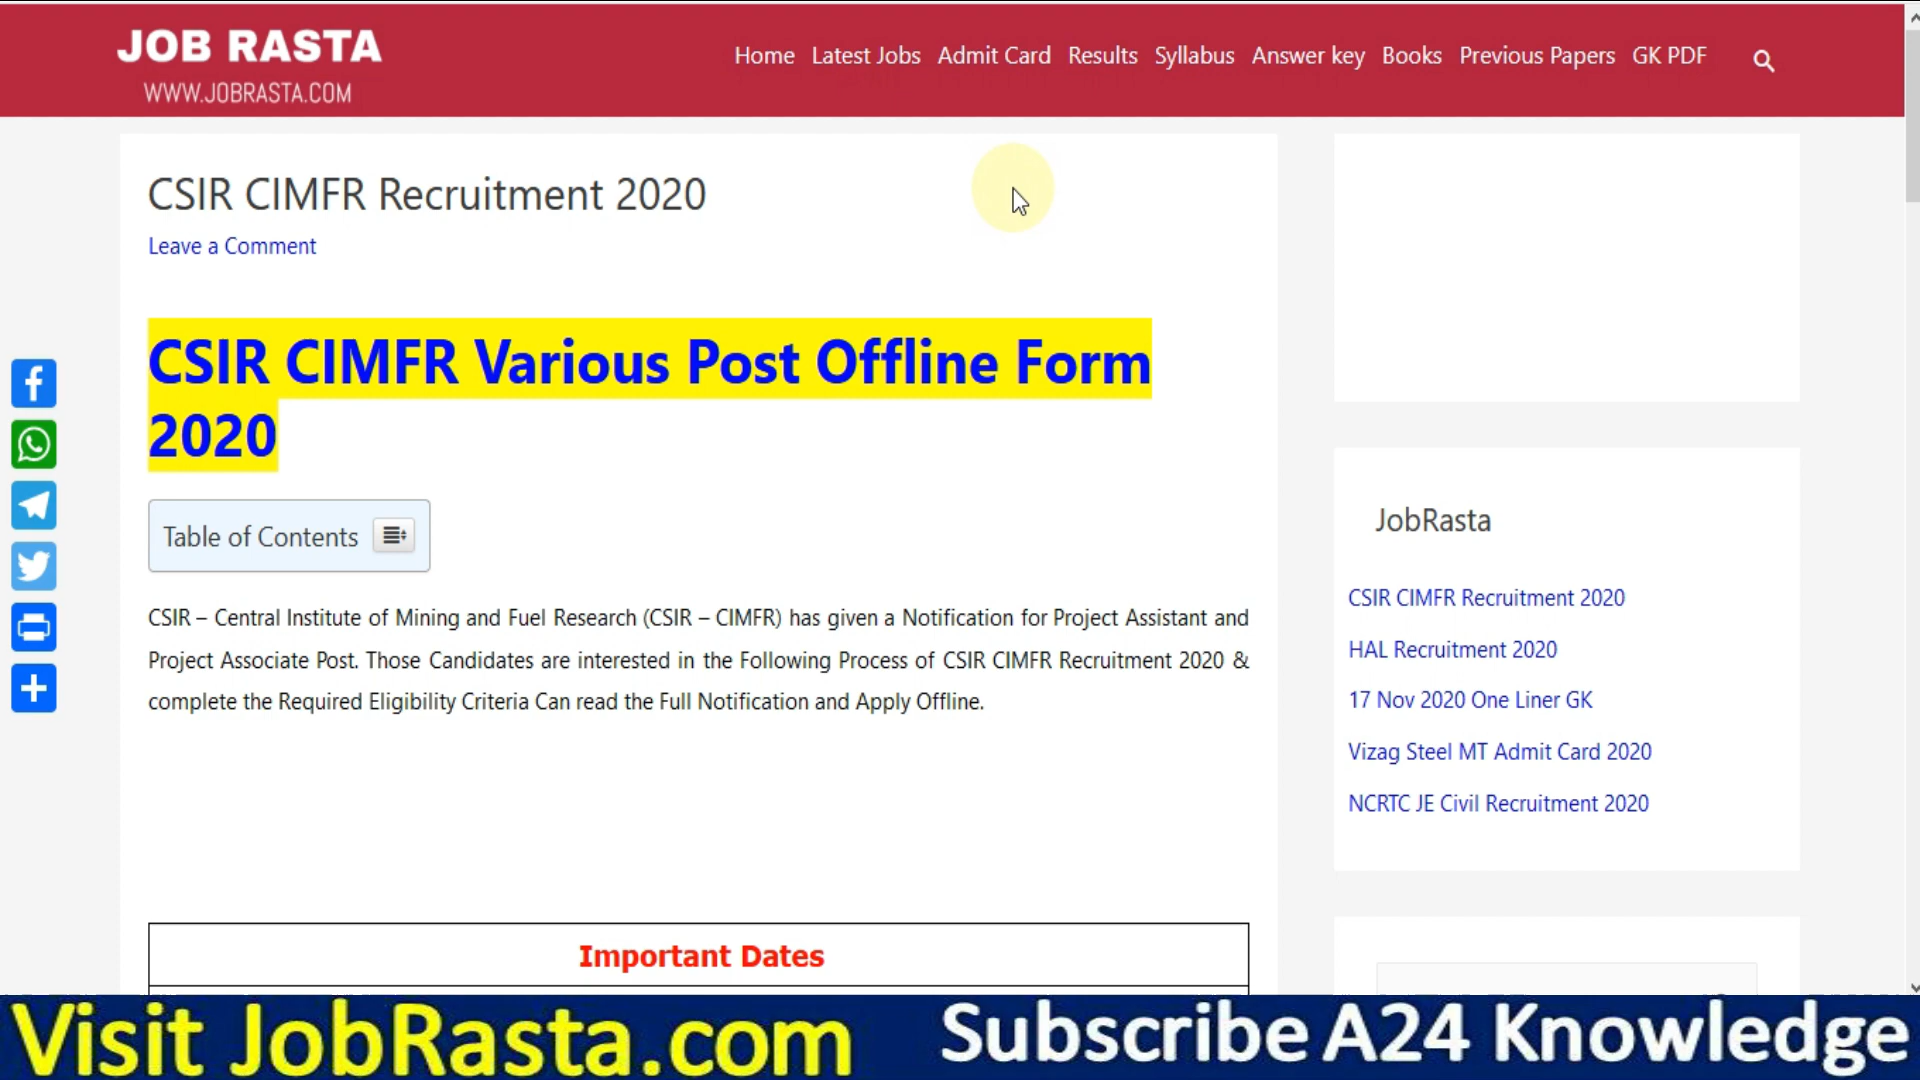 JOB RASTA
WWW.JOBRASTA.COM
Home Latest Jobs Admit Card Results Syllabus Answer key Books Previous Papers GK PDF
CSIR CIMFR Recruitment 2020
Leave a Comment
CSIR CIMFR Various Post Offline Form
2020
Table of Contents
CSIR – Central Institute of Mining and Fuel Research (CSIR – CIMFR) has given a Notification for Project Assistant and
Project Associate Post. Those Candidates are interested in the Following Process of CSIR CIMFR Recruitment 2020 &
complete the Required Eligibility Criteria Can read the Full Notification and Apply Offline.
Important Dates
JobRasta
CSIR CIMFR Recruitment 2020
HAL Recruitment 2020
17 Nov 2020 One Liner GK
Vizag Steel MT Admit Card 2020
NCRTC JE Civil Recruitment 2020
Visit JobRasta.com
Subscribe A24 Knowledge